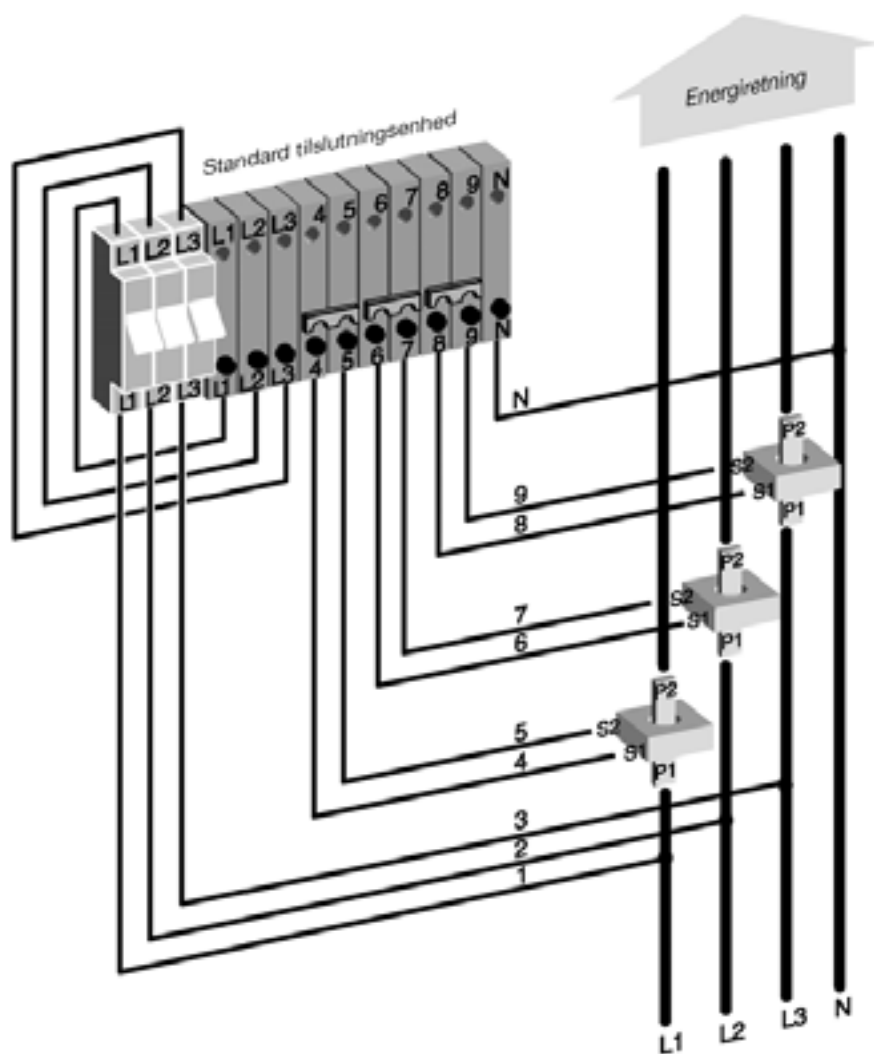 Energiretning
Standard tilslutningsenhed
L1 L2 L3 L1 L2 L3 4 5 6 7 8 9 N
L1 L2 L3 L1 L2 L3 4 5 6 7 8 9 N
N
P2
9 S2
8 S1
P1
P2
7 S2
6 S1
P1
P2
5 S2
4 S1
P1
3
2
1
L1 L2 L3 N